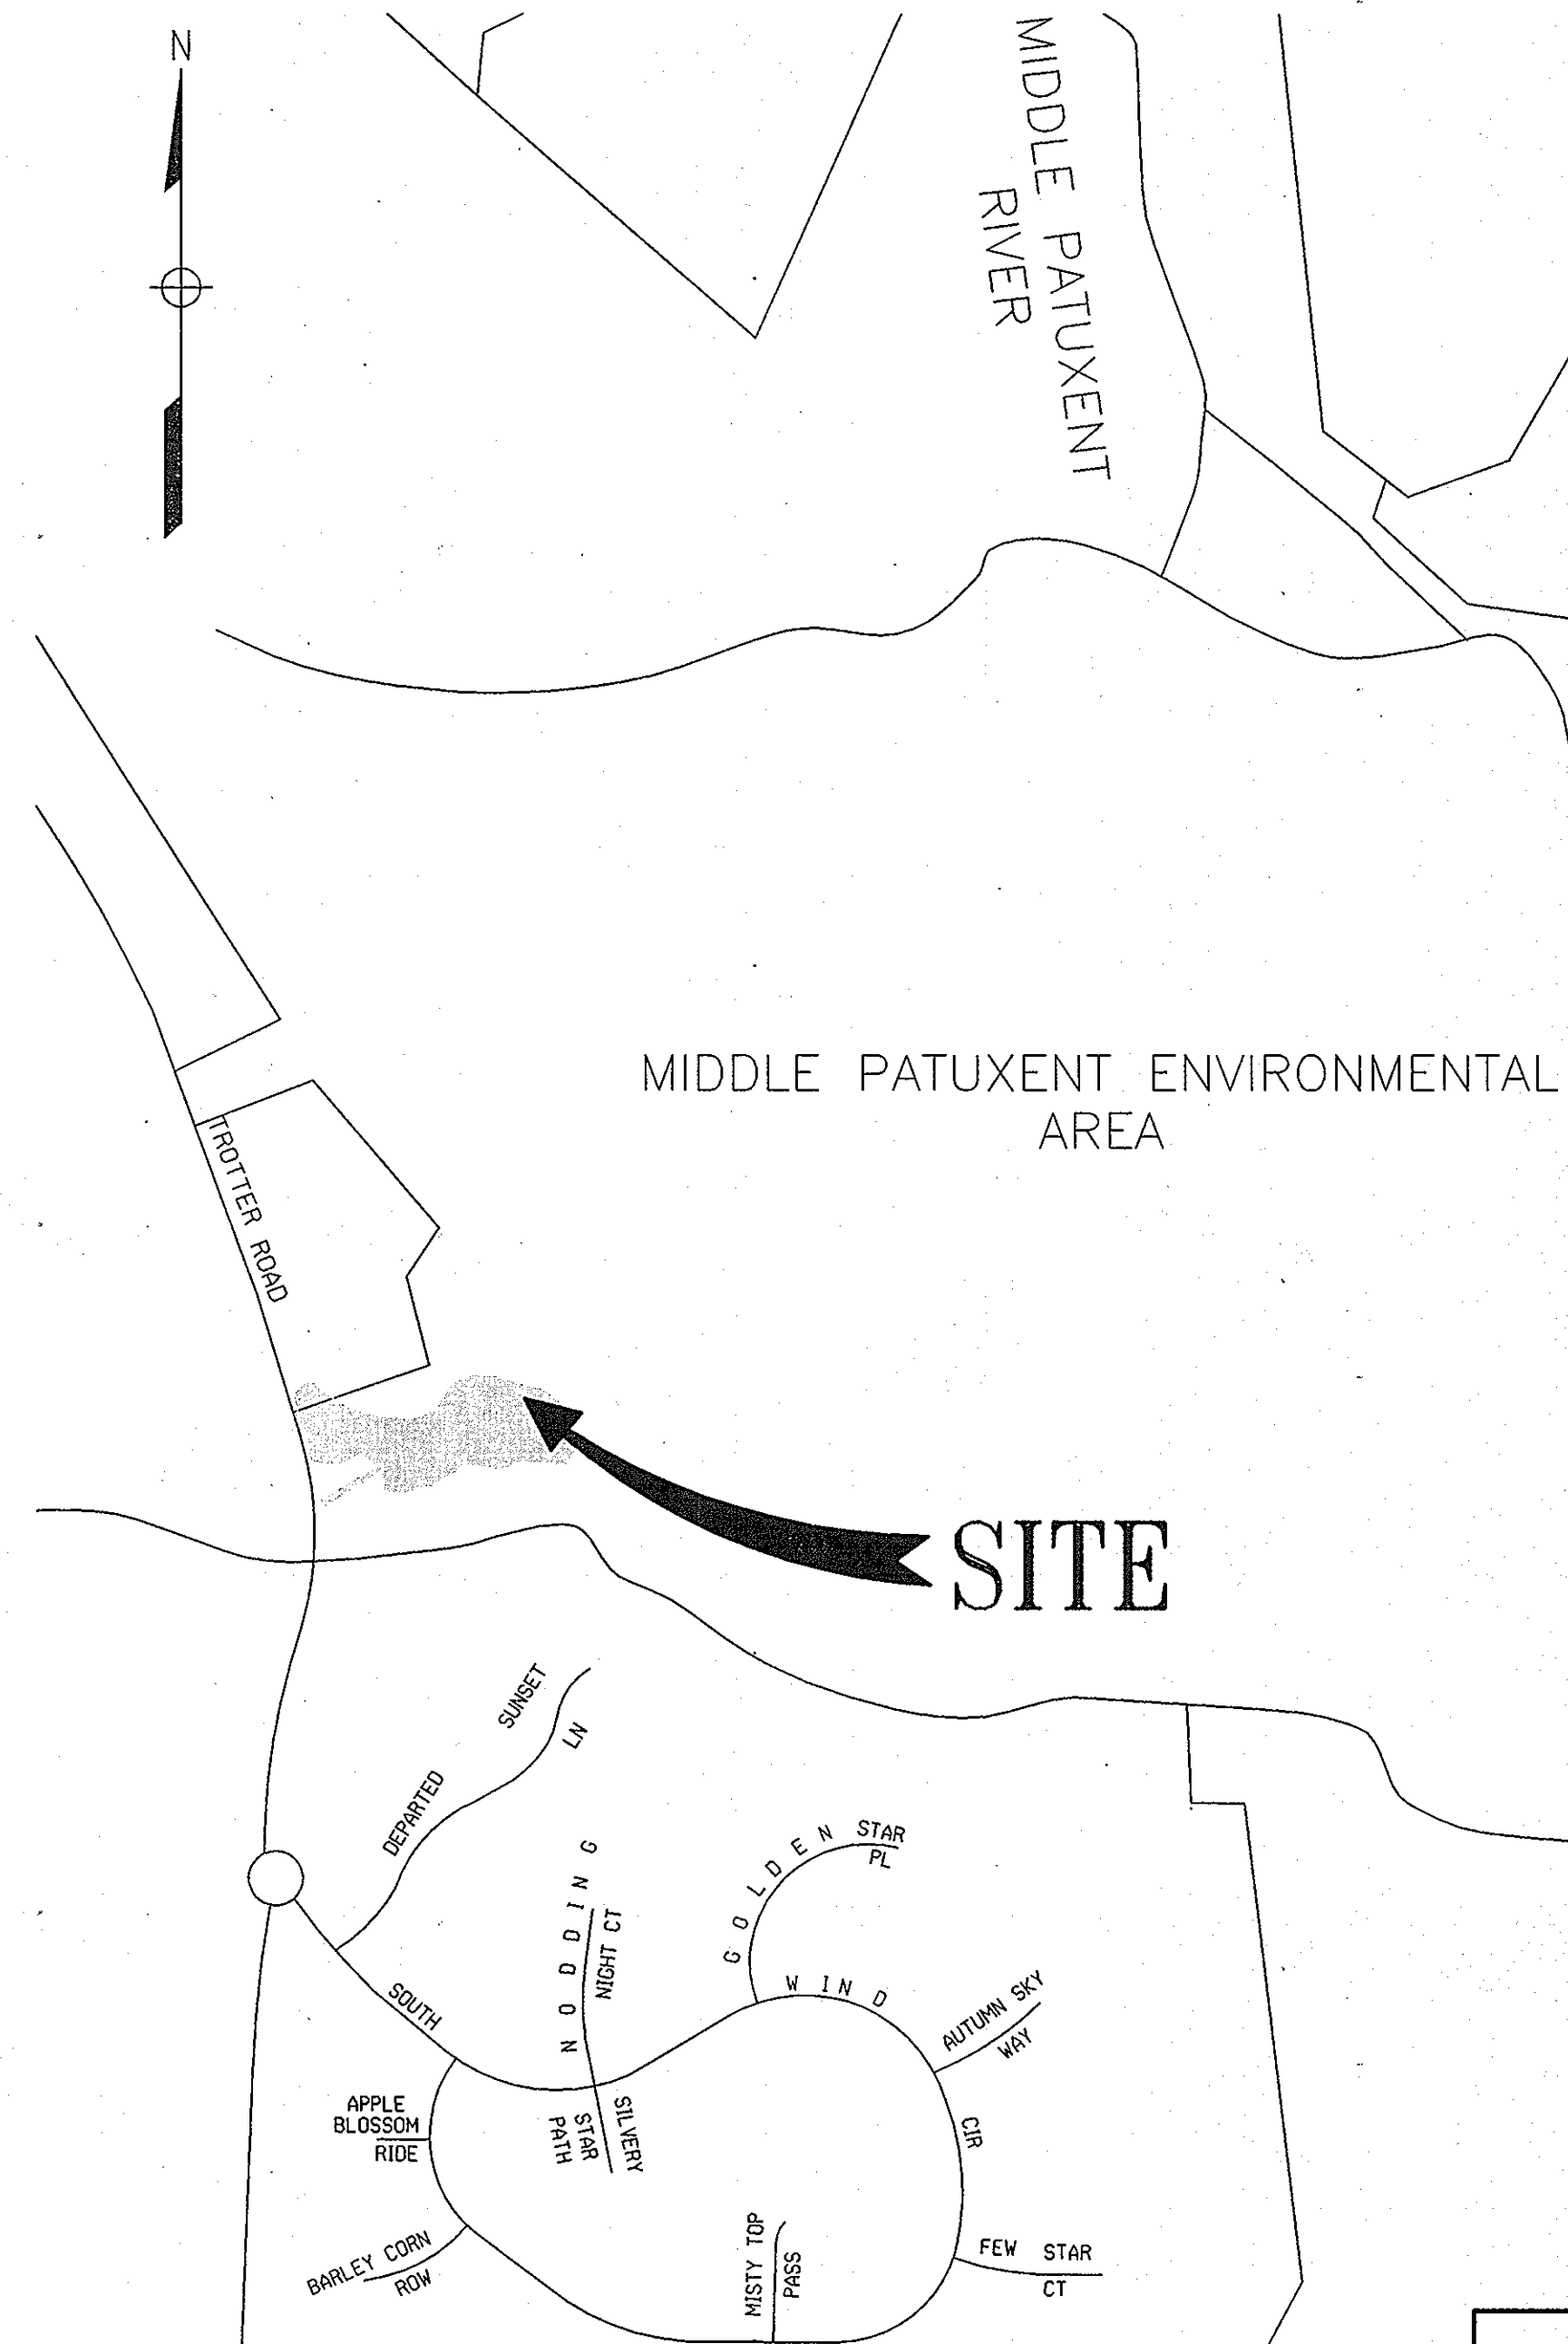 N
MIDDLE PATUXENT
RIVER
MIDDLE PATUXENT ENVIRONMENTAL
AREA
TROTTER ROAD
SITE
SUNSET
LN
DEPARTED
NODDING
NIGHT CT
GOLDEN
STAR
PL
WIND
SOUTH
AUTUMN SKY
WAY
APPLE
BLOSSOM
RIDE
SILVERY
STAR
PATH
CIR
BARLEY CORN
ROW
MISTY TOP
PASS
FEW STAR
CT